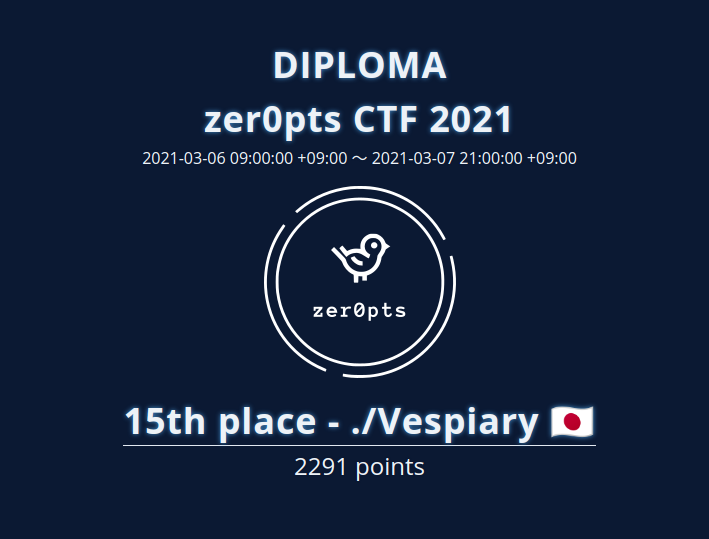 DIPLOMA
zer0pts CTF 2021
2021-03-06 09:00:00 +09:00 〜 2021-03-07 21:00:00 +09:00
zer0pts
15th place - ./Vespiary 🇯🇵
2291 points